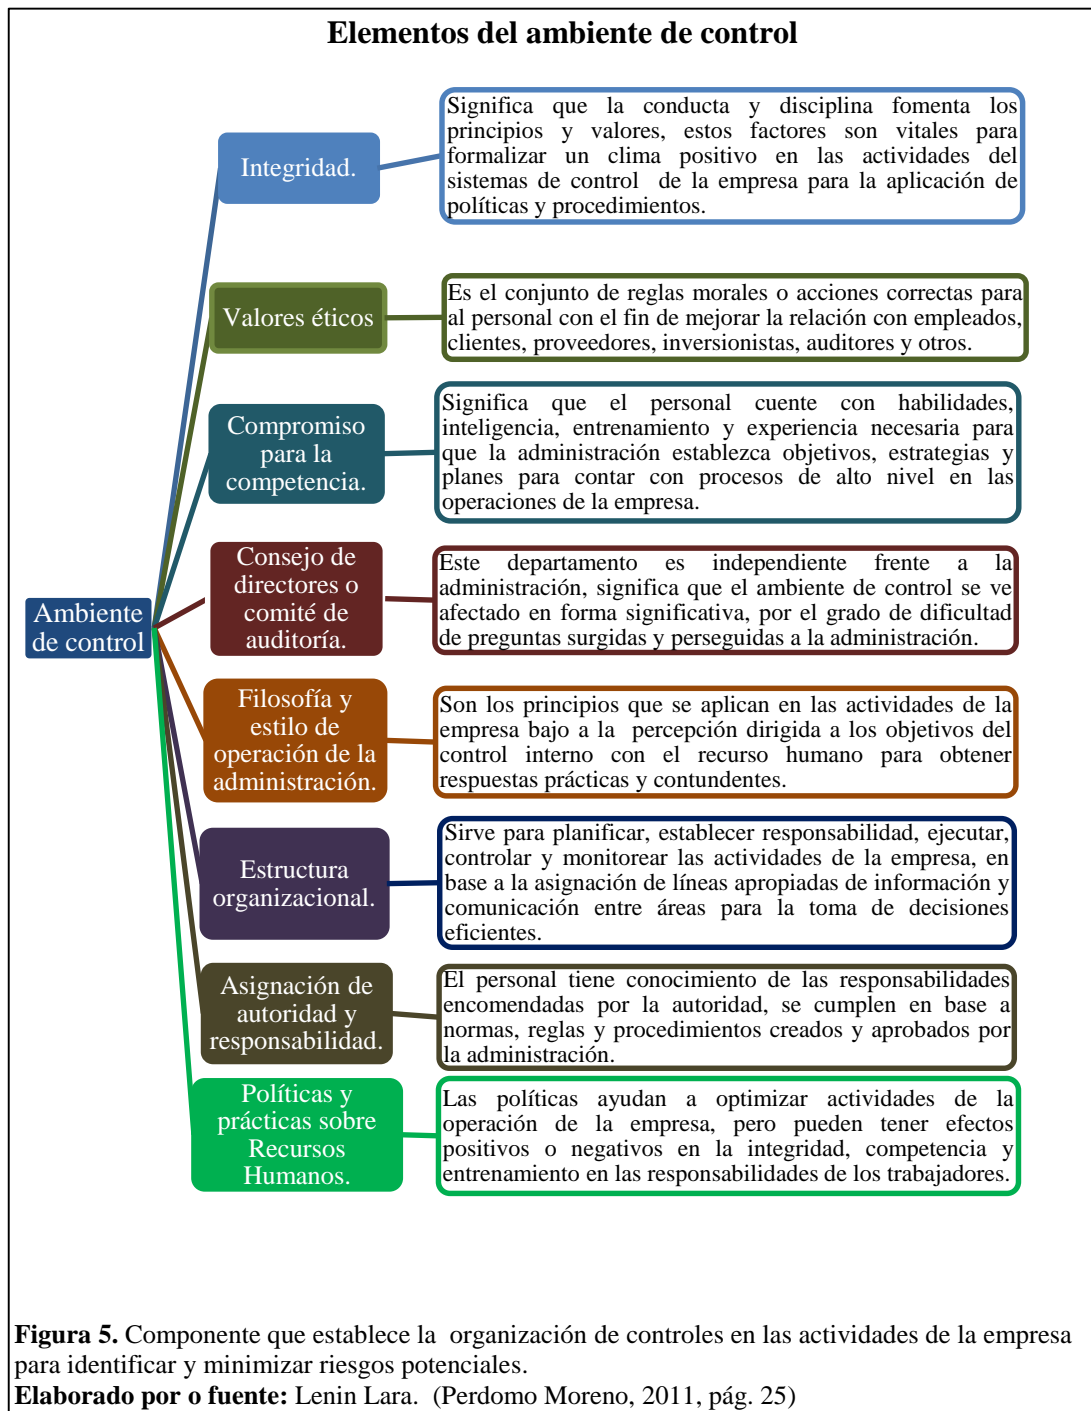 Elementos del ambiente de control
Integridad.
Significa que la conducta y disciplina fomenta los
principios y valores, estos factores son vitales para
formalizar un clima positivo en las actividades del
sistemas de control de la empresa para la aplicación de
políticas y procedimientos.
Valores éticos
Es el conjunto de reglas morales o acciones correctas para
al personal con el fin de mejorar la relación con empleados,
clientes, proveedores, inversionistas, auditores y otros.
Compromiso
para la
competencia.
Significa que el personal cuente con habilidades,
inteligencia, entrenamiento y experiencia necesaria para
que la administración establezca objetivos, estrategias y
planes para contar con procesos de alto nivel en las
operaciones de la empresa.
Consejo de
directores o
comité de
auditoría.
Este departamento es independiente frente a la
administración, significa que el ambiente de control se ve
afectado en forma significativa, por el grado de dificultad
de preguntas surgidas y perseguidas a la administración.
Ambiente
de control
Filosofía y
estilo de
operación de la
administración.
Son los principios que se aplican en las actividades de la
empresa bajo a la percepción dirigida a los objetivos del
control interno con el recurso humano para obtener
respuestas prácticas y contundentes.
Estructura
organizacional.
Sirve para planificar, establecer responsabilidad, ejecutar,
controlar y monitorear las actividades de la empresa, en
base a la asignación de líneas apropiadas de información y
comunicación entre áreas para la toma de decisiones
eficientes.
Asignación de
autoridad y
responsabilidad.
El personal tiene conocimiento de las responsabilidades
encomendadas por la autoridad, se cumplen en base a
normas, reglas y procedimientos creados y aprobados por
la administración.
Políticas y
prácticas sobre
Recursos
Humanos.
Las políticas ayudan a optimizar actividades de la
operación de la empresa, pero pueden tener efectos
positivos o negativos en la integridad, competencia y
entrenamiento en las responsabilidades de los trabajadores.
Figura 5. Componente que establece la organización de controles en las actividades de la empresa
para identificar y minimizar riesgos potenciales.
Elaborado por o fuente: Lenin Lara. (Perdomo Moreno, 2011, pág. 25)